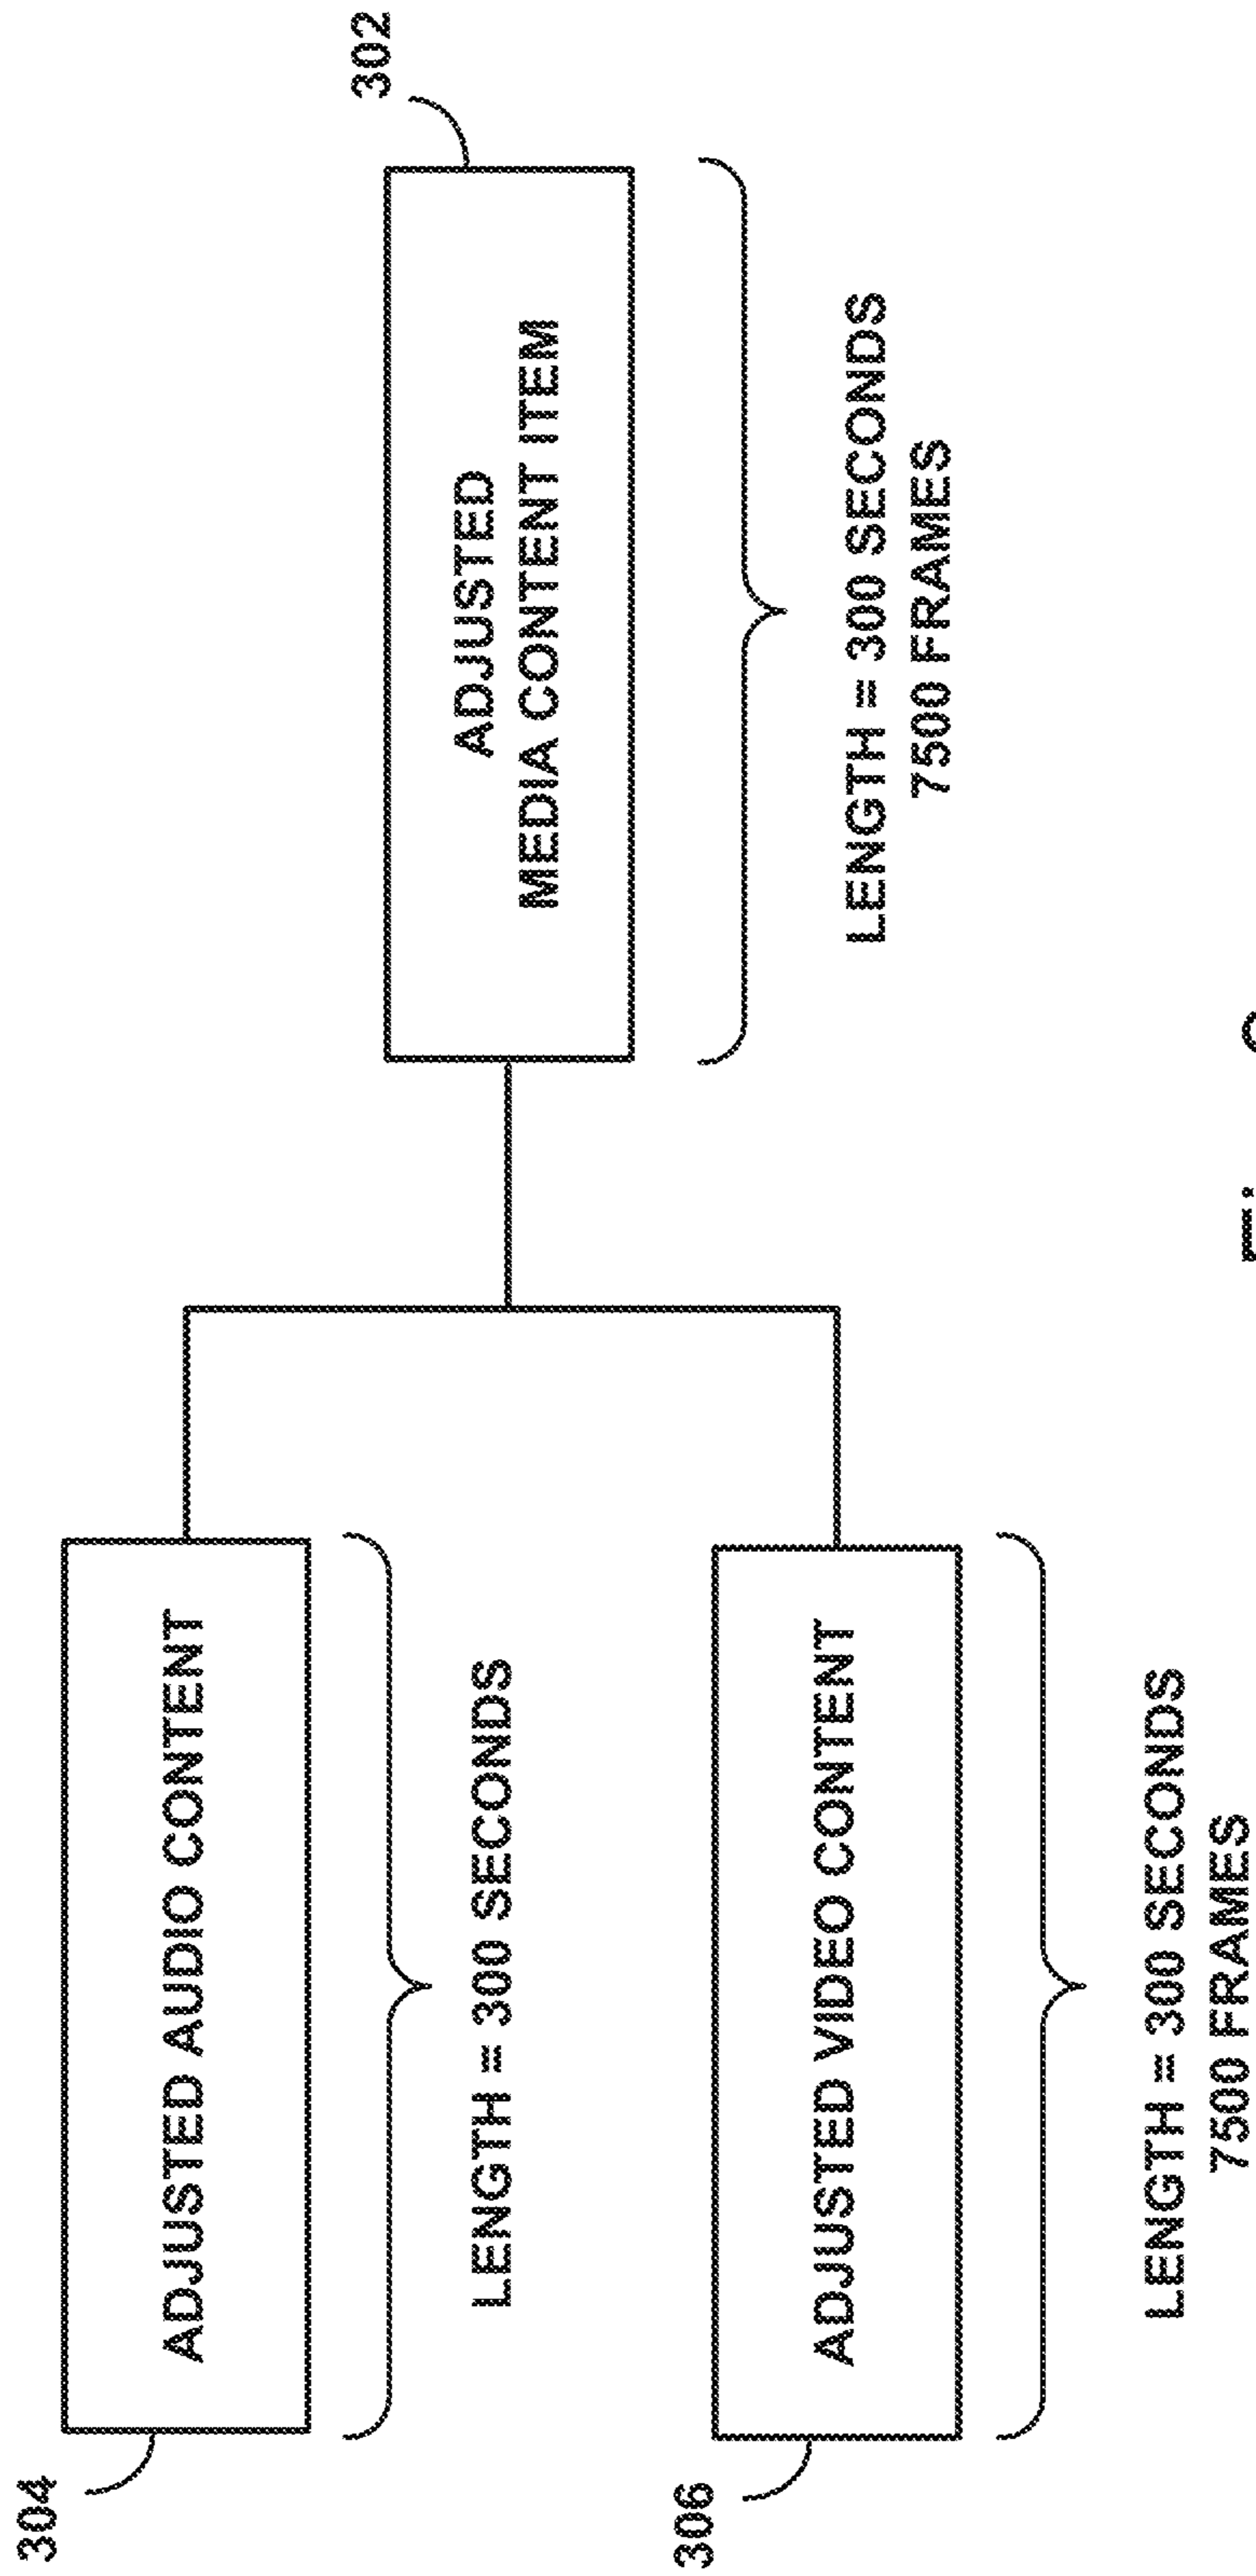 304
ADJUSTED AUDIO CONTENT
LENGTH = 300 SECONDS
306
ADJUSTED VIDEO CONTENT
LENGTH = 300 SECONDS
7500 FRAMES
302
ADJUSTED
MEDIA CONTENT ITEM
LENGTH = 300 SECONDS
7500 FRAMES